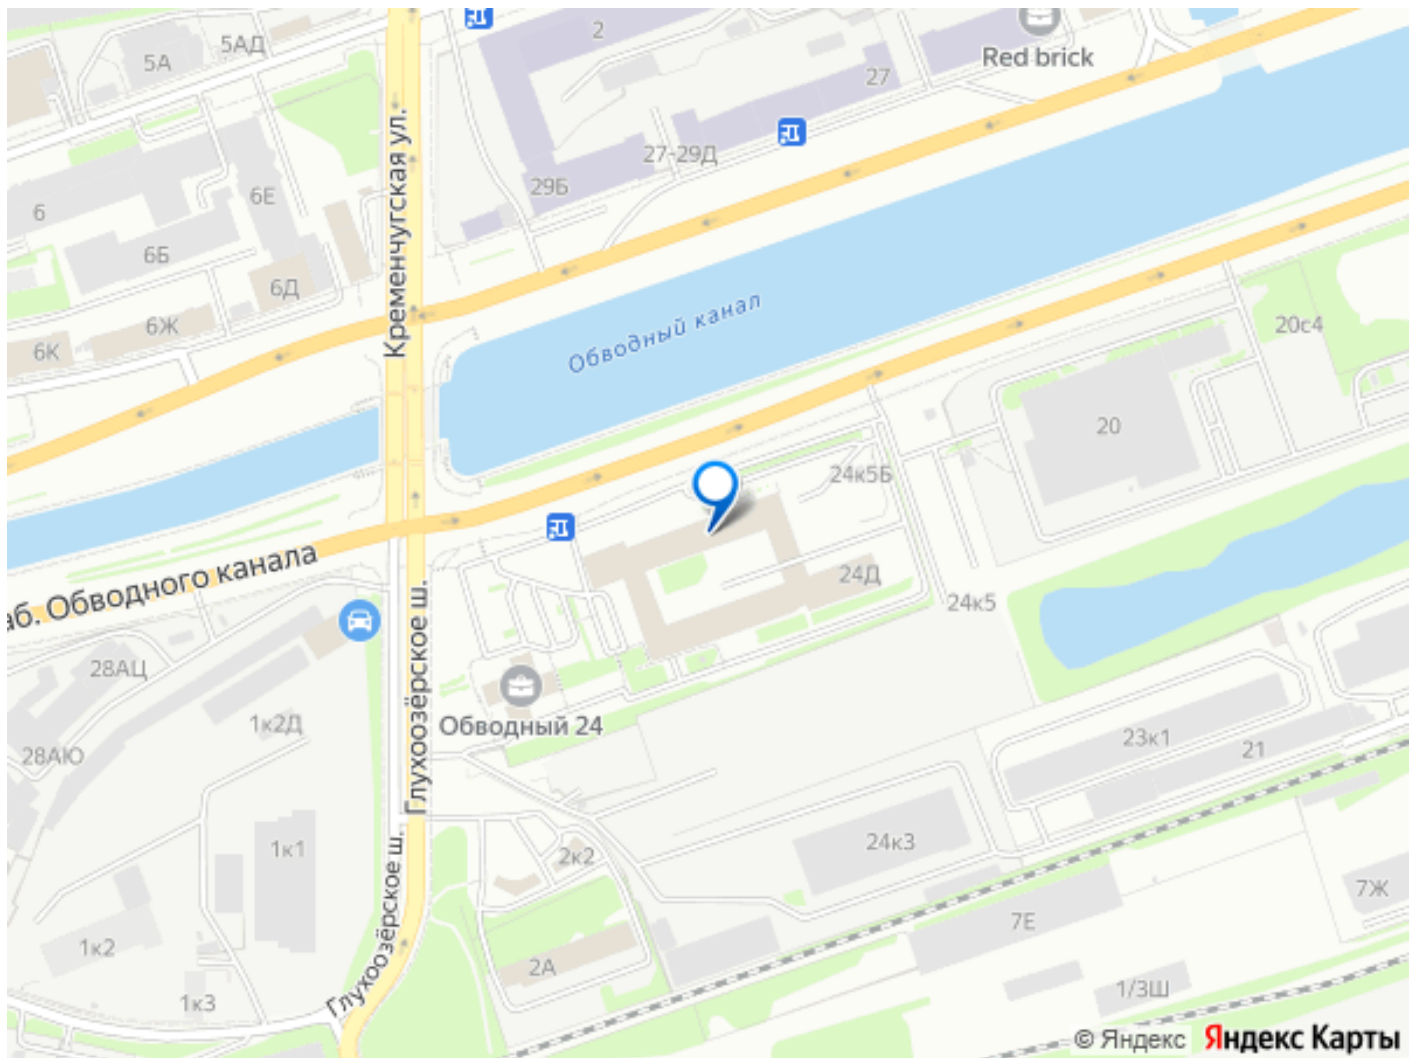 2
5АД
5А
Red brick
27
27-29Д
29Б
Кременчугская ул.
6Е
6
6Б
6Д
6Ж
6К
Обводный канал
20с4
20
24к5Б
24Д
24к5
аб. Обводного канала
Глухоозёрское ш.
28АЦ
1к2Д
28АЮ
Обводный 24
23к1
21
1к1
2к2
24к3
Глухоозёрское ш.
7Ж
7Е
1к2
2А
1к3
1/3Ш
© Яндекс Яндекс Карты